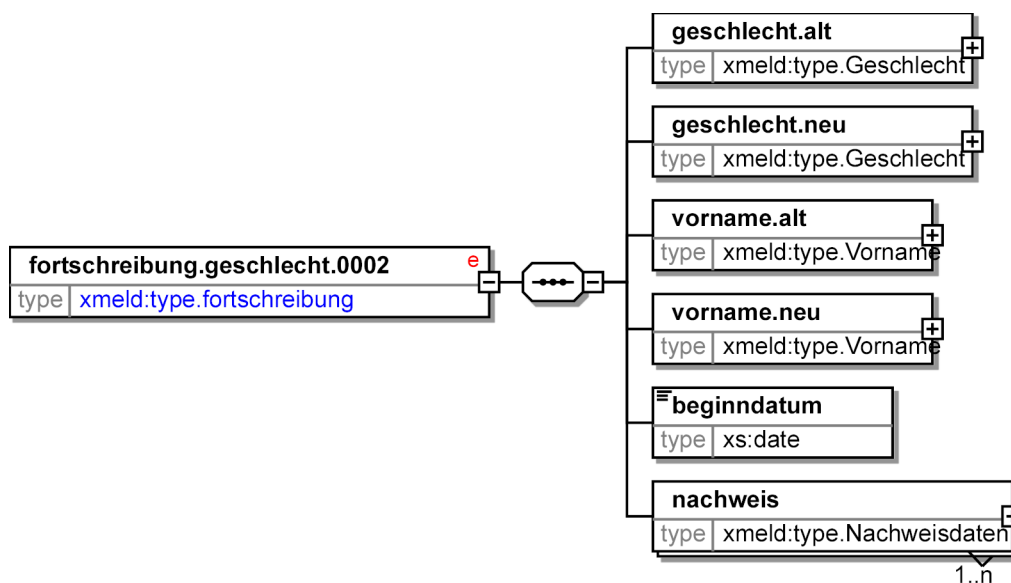 geschlecht.alt
type xmeld:type.Geschlecht
geschlecht.neu
type xmeld:type.Geschlecht
vorname.alt
type xmeld:type.Vorname
fortschreibung.geschlecht.0002 e
type xmeld:type.fortschreibung
vorname.neu
type xmeld:type.Vorname
beginndatum
type xs:date
nachweis
type xmeld:type.Nachweisdaten
1..n